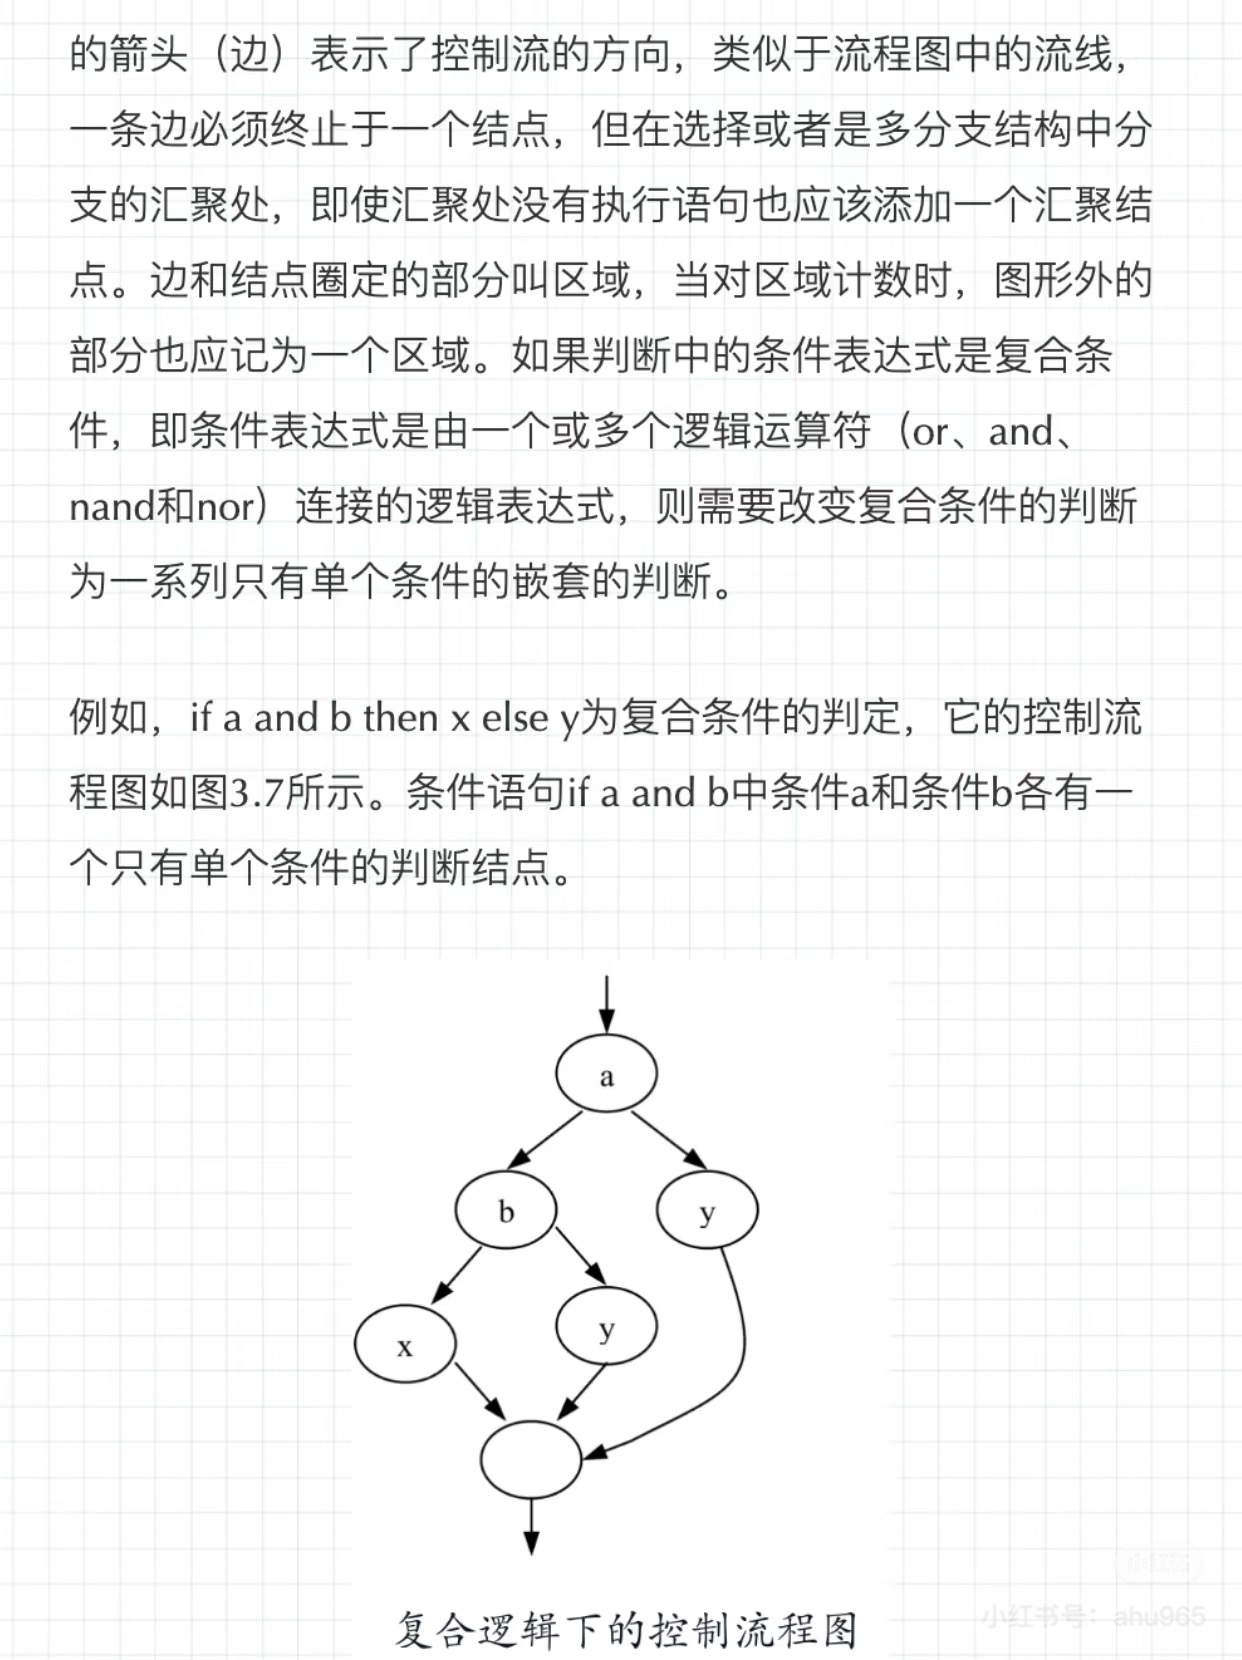 的箭头（边）表示了控制流的方向，类似于流程图中的流线，
一条边必须终止于一个结点，但在选择或者是多分支结构中分
支的汇聚处，即使汇聚处没有执行语句也应该添加一个汇聚结
点。边和结点圈定的部分叫区域，当对区域计数时，图形外的
部分也应记为一个区域。如果判断中的条件表达式是复合条
件，即条件表达式是由一个或多个逻辑运算符（or、and、
nand和nor）连接的逻辑表达式，则需要改变复合条件的判断
为一系列只有单个条件的嵌套的判断。
例如，if a and b then x else y为复合条件的判定，它的控制流
程图如图3.7所示。条件语句if a and b中条件a和条件b各有一
个只有单个条件的判断结点。
a
b
y
x
y
复合逻辑下的控制流程图
小红书
小红书号：ahu965